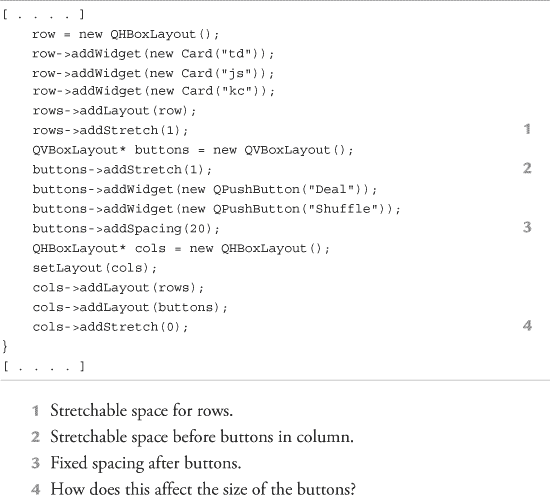 [ . . . . . ]
row = new QHBoxLayout();
row->addWidget(new Card("td"));
row->addWidget(new Card("js"));
row->addWidget(new Card("kc"));
rows->addLayout(row);
rows->addStretch(1); 1
QVBoxLayout* buttons = new QVBoxLayout();
buttons->addStretch(1); 2
buttons->addWidget(new QPushButton("Deal"));
buttons->addWidget(new QPushButton("Shuffle"));
buttons->addSpacing(20); 3
QHBoxLayout* cols = new QHBoxLayout();
setLayout(cols);
cols->addLayout(rows);
cols->addLayout(buttons);
cols->addStretch(0); 4
}
[ . . . . . ]
1 Stretchable space for rows.
2 Stretchable space before buttons in column.
3 Fixed spacing after buttons.
4 How does this affect the size of the buttons?